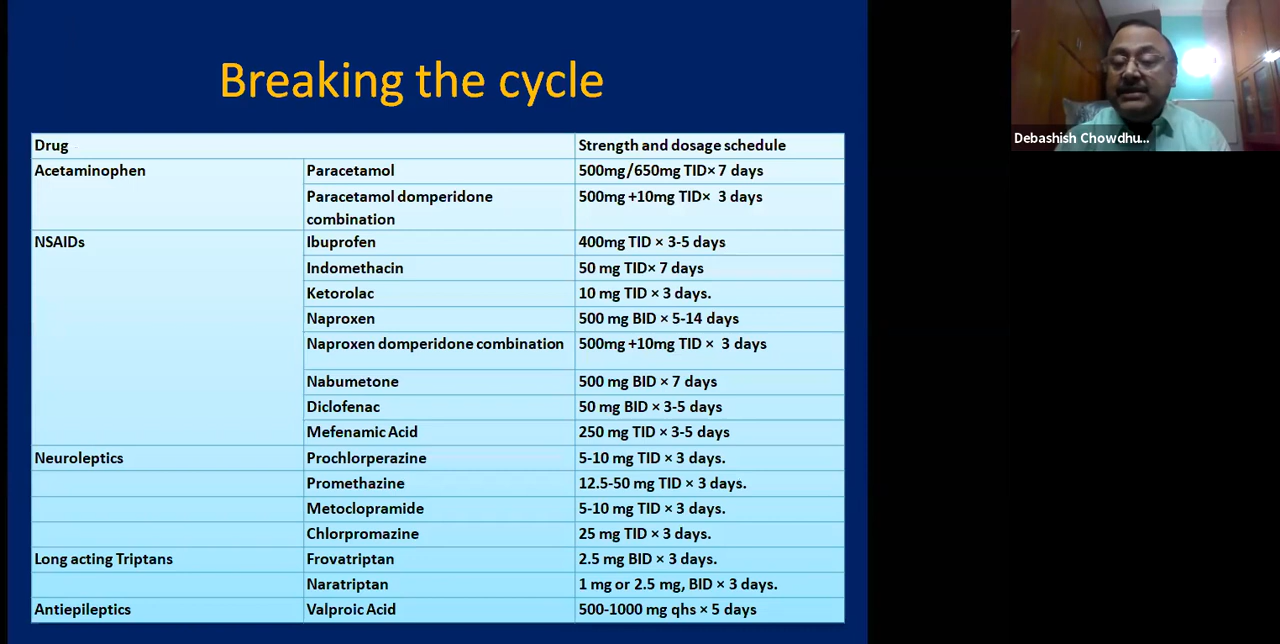 Breaking the cycle
Drug Strength and dosage schedule
Acetaminophen Paracetamol 500mg/650mg TID× 7 days
Paracetamol domperidone 500mg +10mg TID×  3 days
combination
NSAIDs Ibuprofen 400mg TID × 3-5 days
Indomethacin 50 mg TID× 7 days
Ketorolac 10 mg TID × 3 days.
Naproxen 500 mg BID × 5-14 days
Naproxen domperidone combination 500mg +10mg TID ×  3 days
Nabumetone 500 mg BID × 7 days
Diclofenac 50 mg BID × 3-5 days
Mefenamic Acid 250 mg TID × 3-5 days
Neuroleptics Prochlorperazine 5-10 mg TID × 3 days.
Promethazine 12.5-50 mg TID × 3 days.
Metoclopramide 5-10 mg TID × 3 days.
Chlorpromazine 25 mg TID × 3 days.
Long acting Triptans Frovatriptan 2.5 mg BID × 3 days.
Naratriptan 1 mg or 2.5 mg, BID × 3 days.
Antiepileptics Valproic Acid 500-1000 mg qhs × 5 days
Debashish Chowdhu...